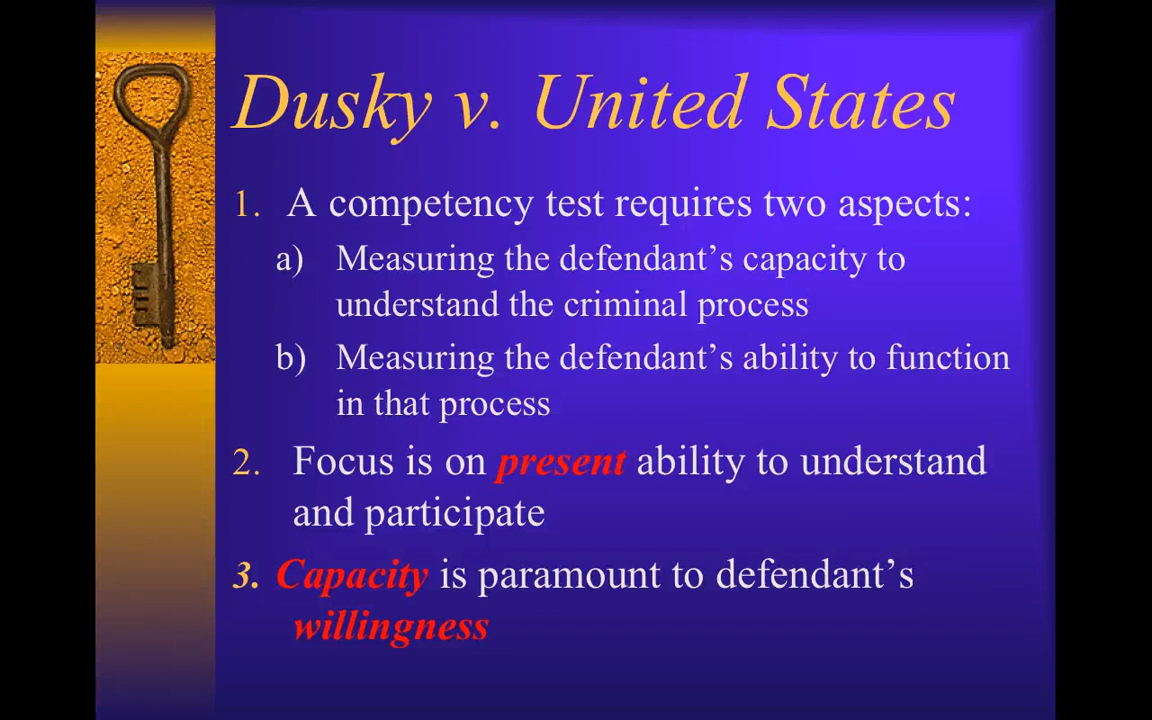 Dusky v. United States
1. A competency test requires two aspects:
a) Measuring the defendant’s capacity to
understand the criminal process
b) Measuring the defendant’s ability to function
in that process
2. Focus is on present ability to understand
and participate
3. Capacity is paramount to defendant’s
willingness